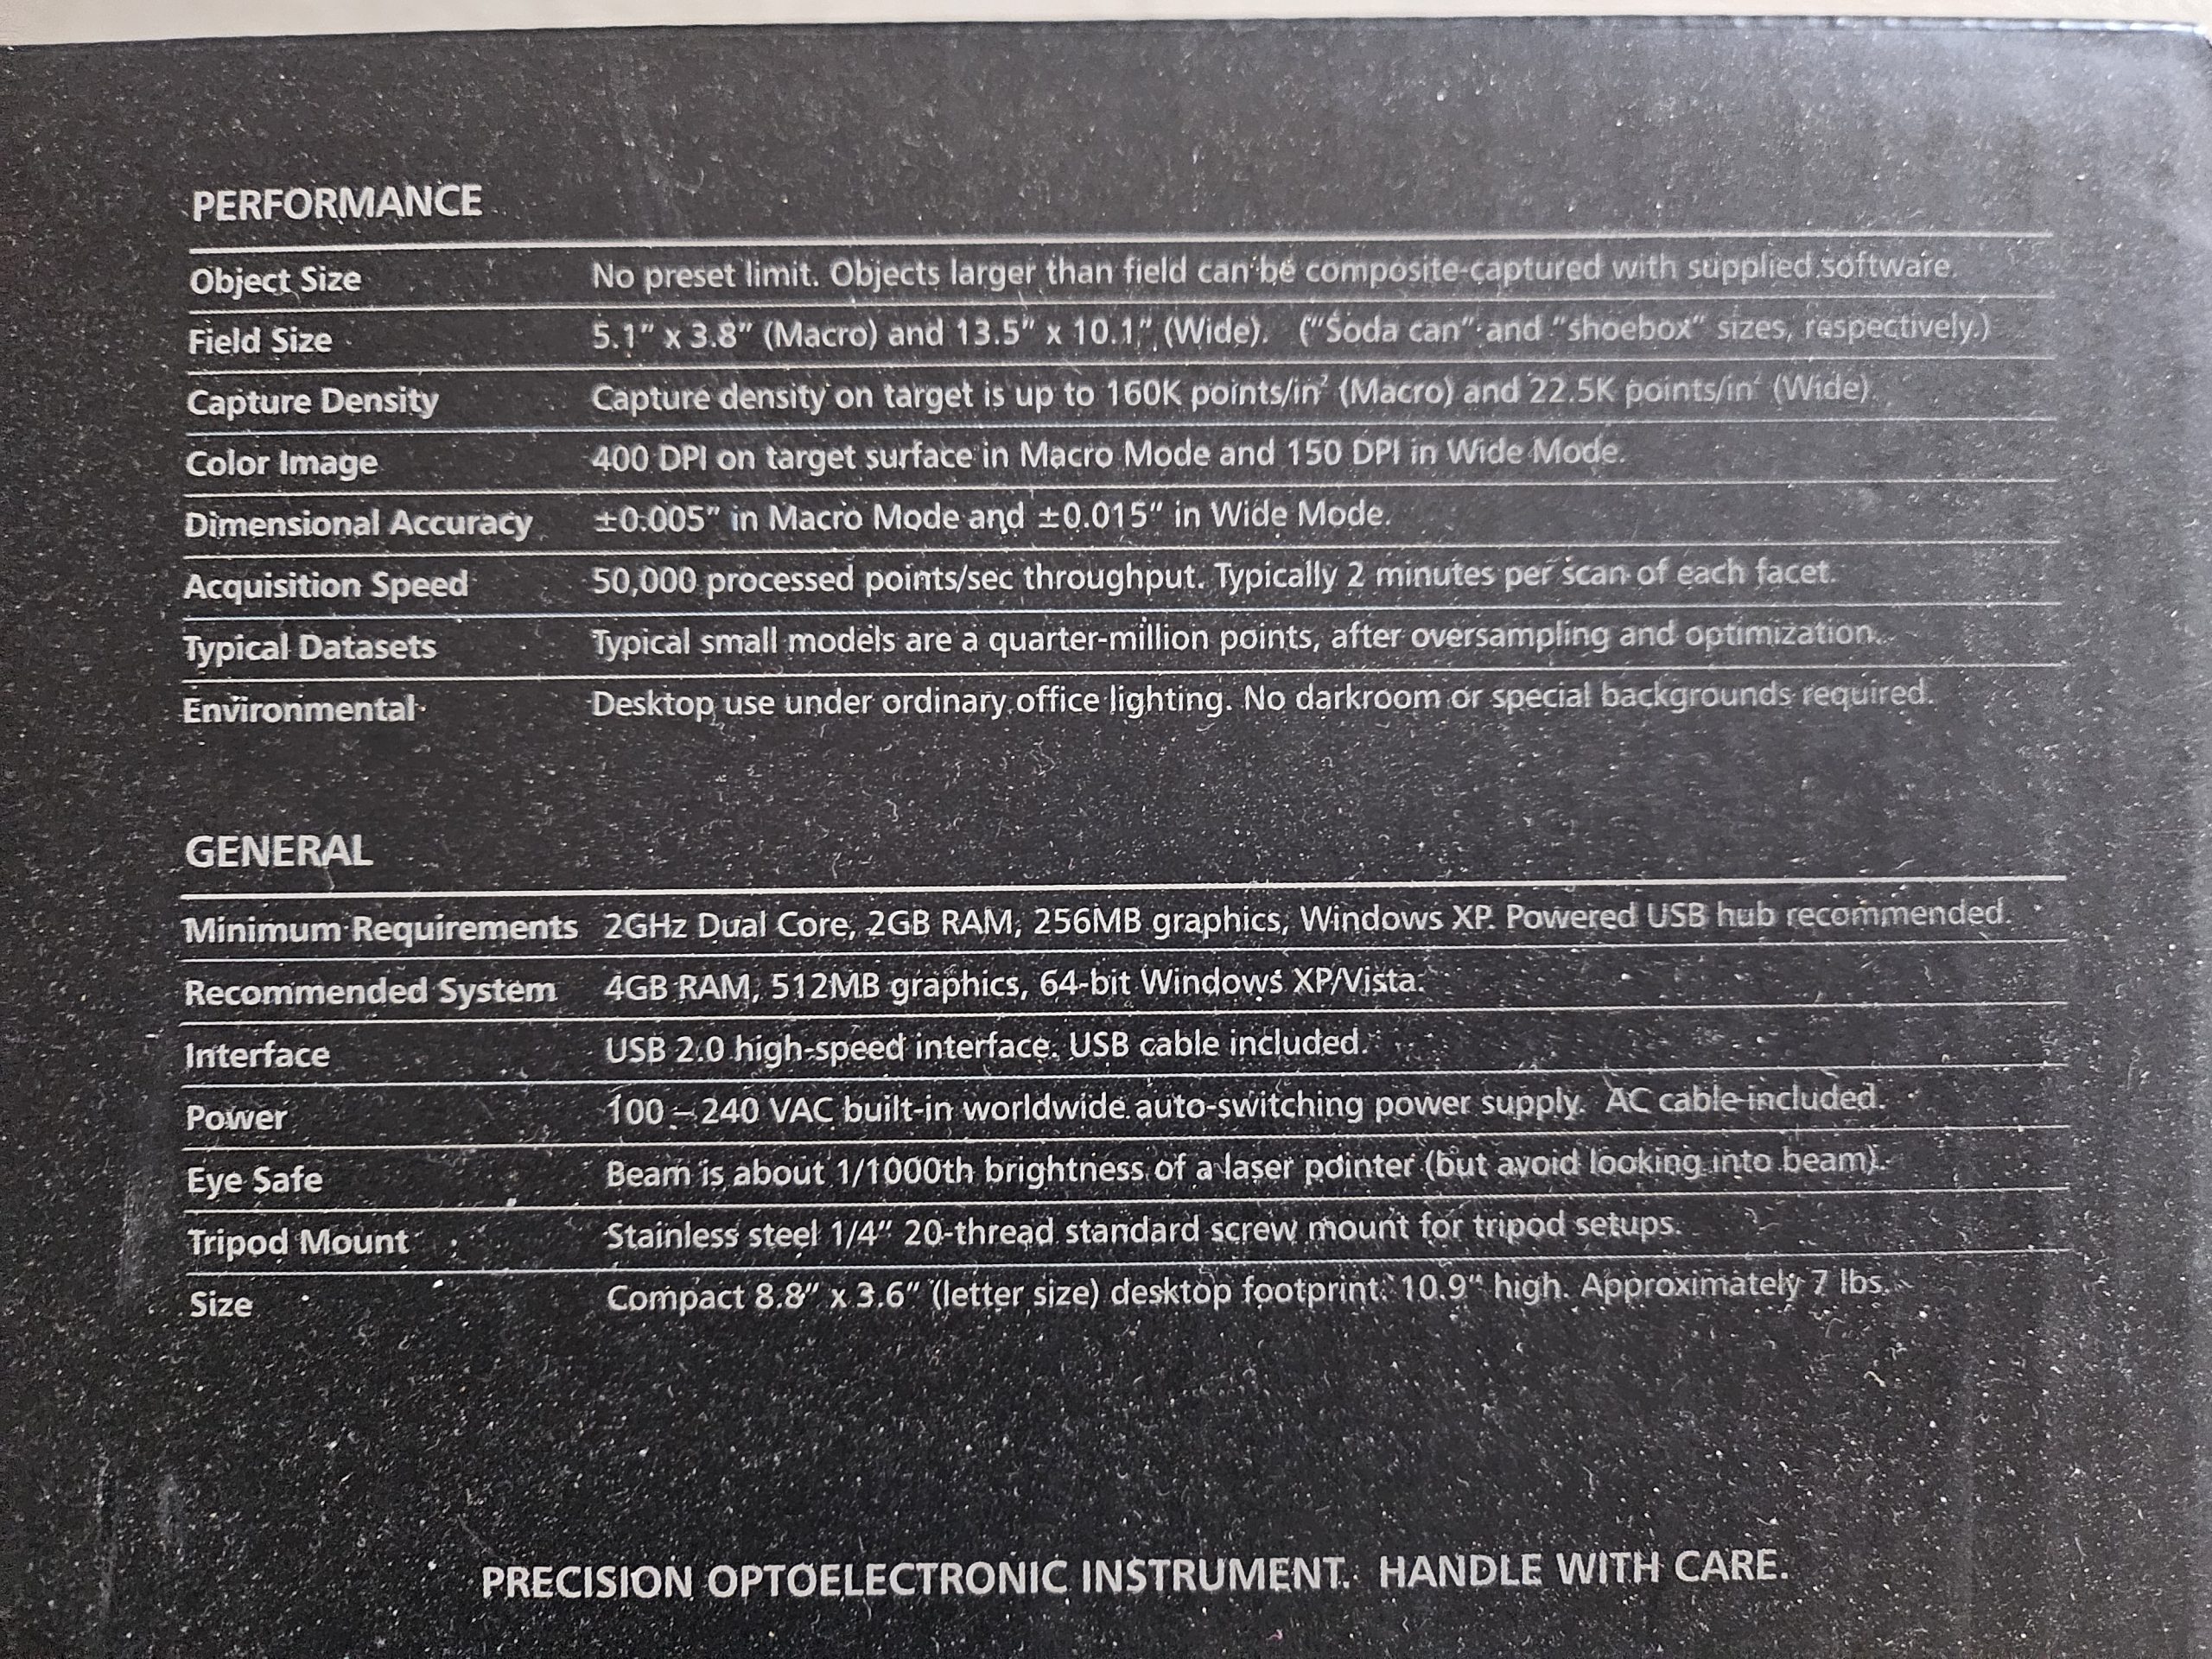 PERFORMANCE
Object Size No preset limit. Objects larger than field can be composite-captured with supplied software.
Field Size 5.1" x 3.8" (Macro) and 13.5" x 10.1" (Wide). ("Soda can" and "shoebox" sizes, respectively.)
Capture Density Capture density on target is up to 160K points/in² (Macro) and 22.5K points/in² (Wide).
Color Image 400 DPI on target surface in Macro Mode and 150 DPI in Wide Mode.
Dimensional Accuracy ±0.005" in Macro Mode and ±0.015" in Wide Mode.
Acquisition Speed 50,000 processed points/sec throughput. Typically 2 minutes per scan of each facet.
Typical Datasets Typical small models are a quarter-million points, after oversampling and optimization.
Environmental Desktop use under ordinary office lighting. No darkroom or special backgrounds required.
GENERAL
Minimum Requirements 2GHz Dual Core, 2GB RAM, 256MB graphics, Windows XP. Powered USB hub recommended.
Recommended System 4GB RAM, 512MB graphics, 64-bit Windows XP/Vista.
Interface USB 2.0 high-speed interface. USB cable included.
Power 100 – 240 VAC built-in worldwide auto-switching power supply. AC cable included.
Eye Safe Beam is about 1/1000th brightness of a laser pointer (but avoid looking into beam).
Tripod Mount Stainless steel 1/4" 20-thread standard screw mount for tripod setups.
Size Compact 8.8" x 3.6" (letter size) desktop footprint. 10.9" high. Approximately 7 lbs.
PRECISION OPTOELECTRONIC INSTRUMENT. HANDLE WITH CARE.